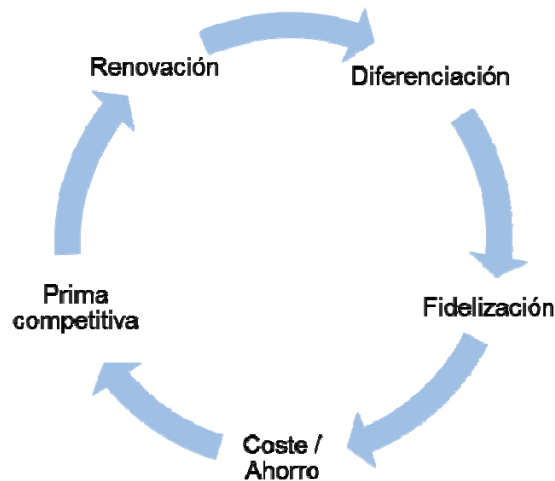 Renovación
Diferenciación
Fidelización
Coste /
Ahorro
Prima
competitiva